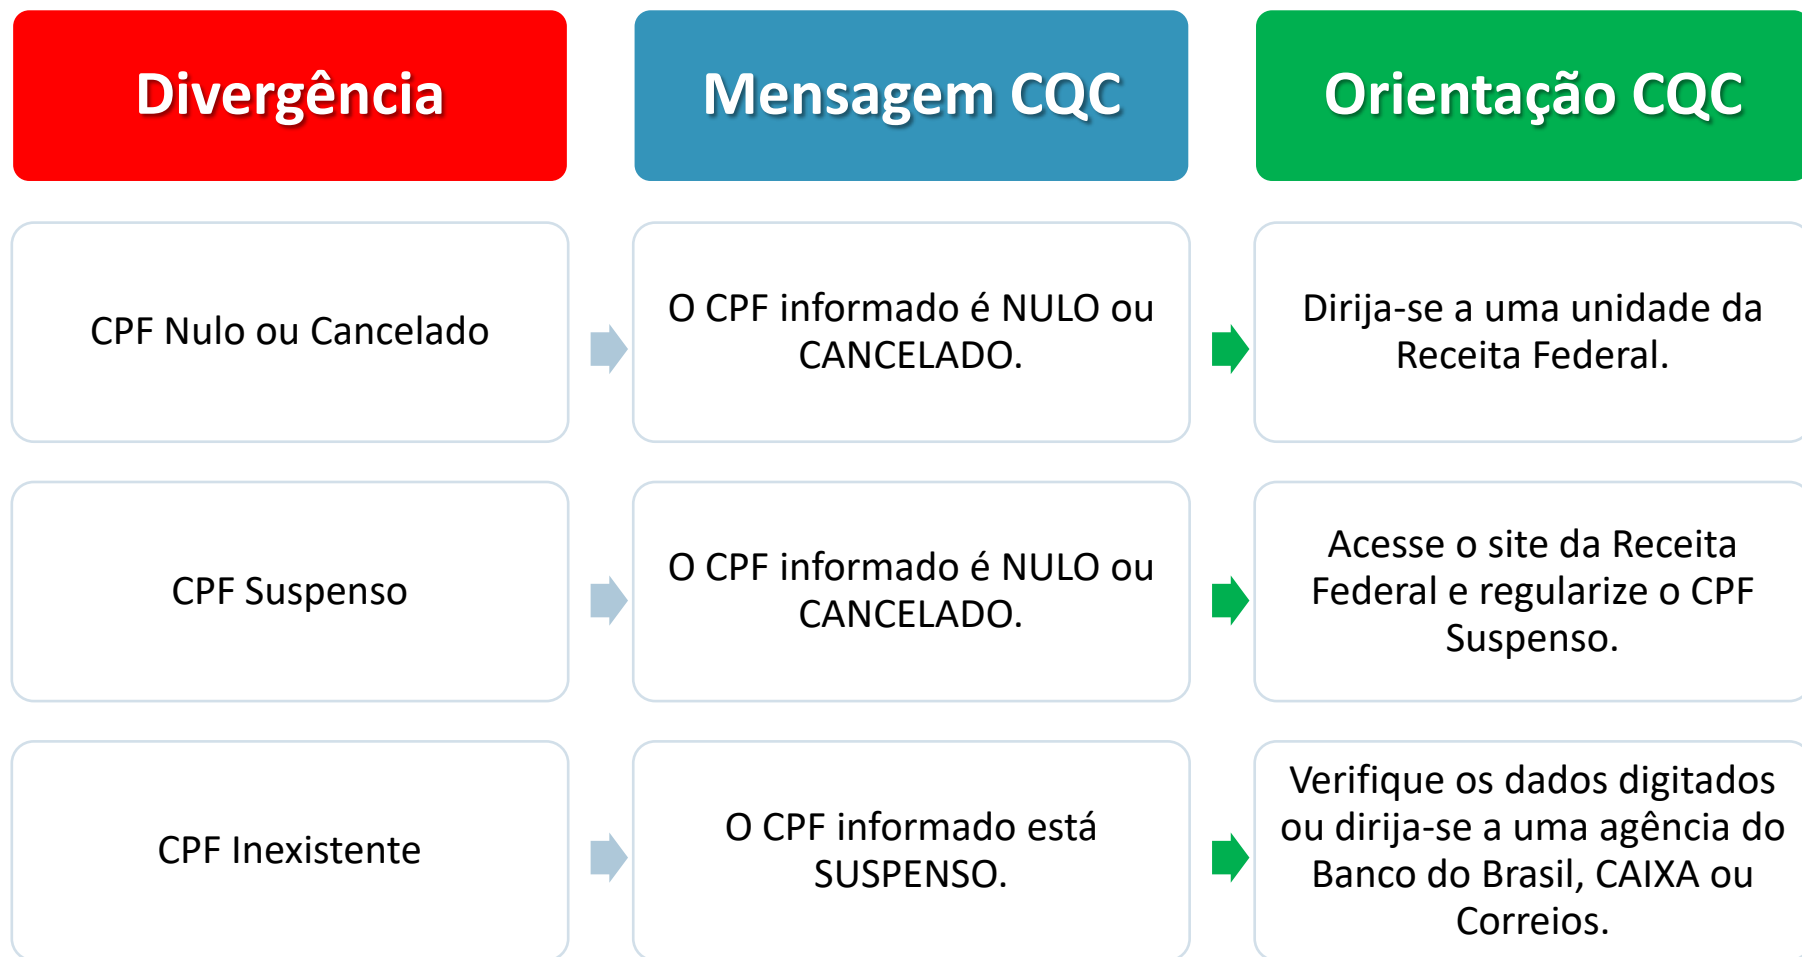 Divergência
Mensagem CQC
Orientação CQC
CPF Nulo ou Cancelado
O CPF informado é NULO ou
CANCELADO.
Dirija-se a uma unidade da
Receita Federal.
CPF Suspenso
O CPF informado é NULO ou
CANCELADO.
Acesse o site da Receita
Federal e regularize o CPF
Suspenso.
CPF Inexistente
O CPF informado está
SUSPENSO.
Verifique os dados digitados
ou dirija-se a uma agência do
Banco do Brasil, CAIXA ou
Correios.